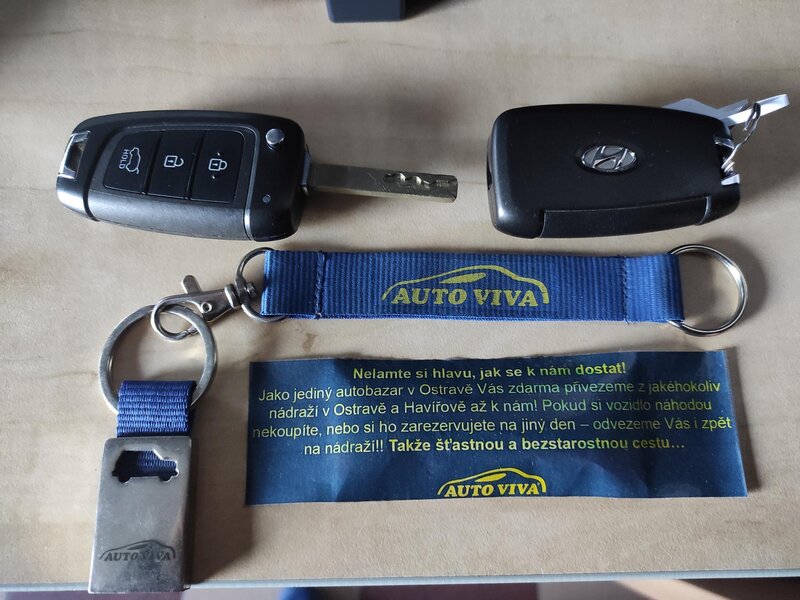 HOLD
AUTO VIVA
Nelamte si hlavu, jak se k nám dostat!
Jako jediný autobazar v Ostravě Vás zdarma přivezeme z jakéhokoliv
nádraží v Ostravě a Havířově až k nám! Pokud si vozidlo náhodou
nekoupíte, nebo si ho zarezervujete na jiný den – odvezeme Vás i zpět
na nádraží!! Takže šťastnou a bezstarostnou cestu…
AUTO VIVA
AUTO VIVA